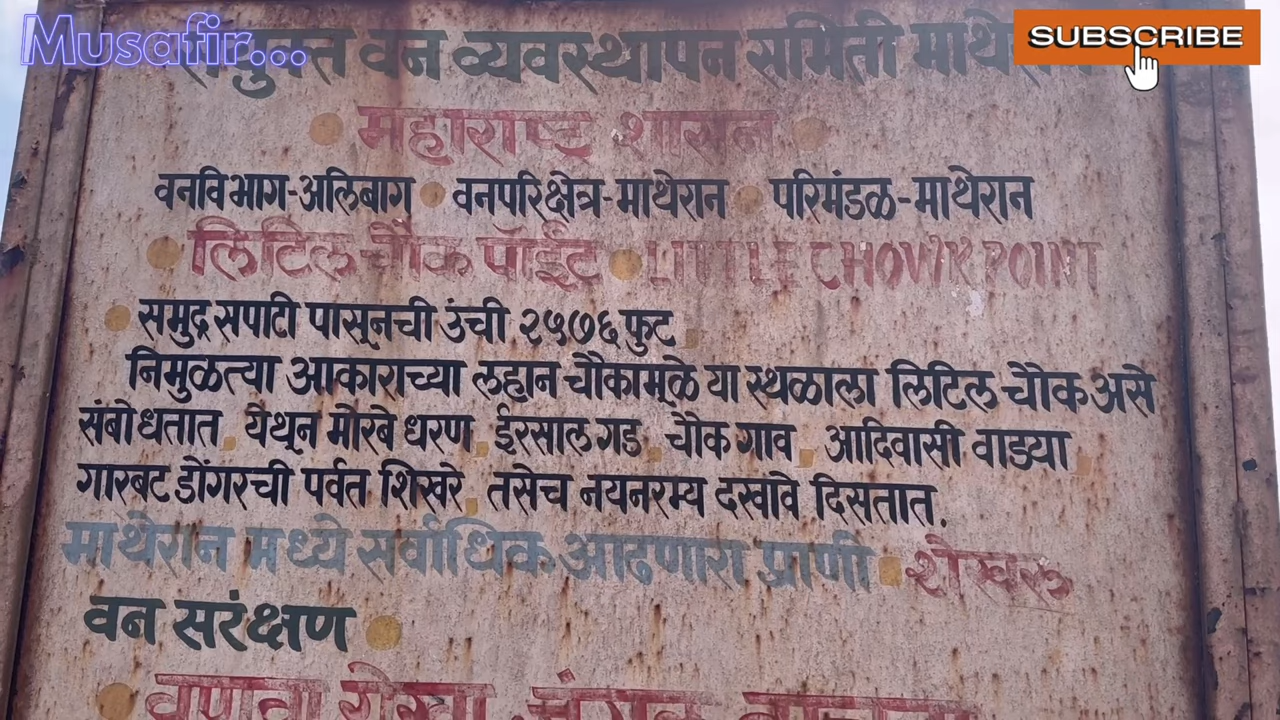 Musafir...
SUBSCRIBE
संयुक्त वन व्यवस्थापन समिती माथेरान
महाराष्ट्र शासन
वनविभाग-अलिबाग वनपरिक्षेत्र-माथेरान परिमंडळ-माथेरान
लिटिल चौक पॉईंट LITTLE CHOWK POINT
समुद्र सपाटी पासूनची उंची २५७६ फुट
निमुळत्या आकाराच्या लहान चौकामूळे या स्थळाला लिटिल चौक असे
संबोधतात. येथून मोरबे धरण. ईरसाल गड. चौक गाव. आदिवासी वाड्या
गारबट डोंगरची पर्वत शिखरे. तसेच नयनरम्य दखावे दिसतात.
माथेरान मध्ये सर्वाधिक आढणारा प्राणी शेखरू
वन सरंक्षण